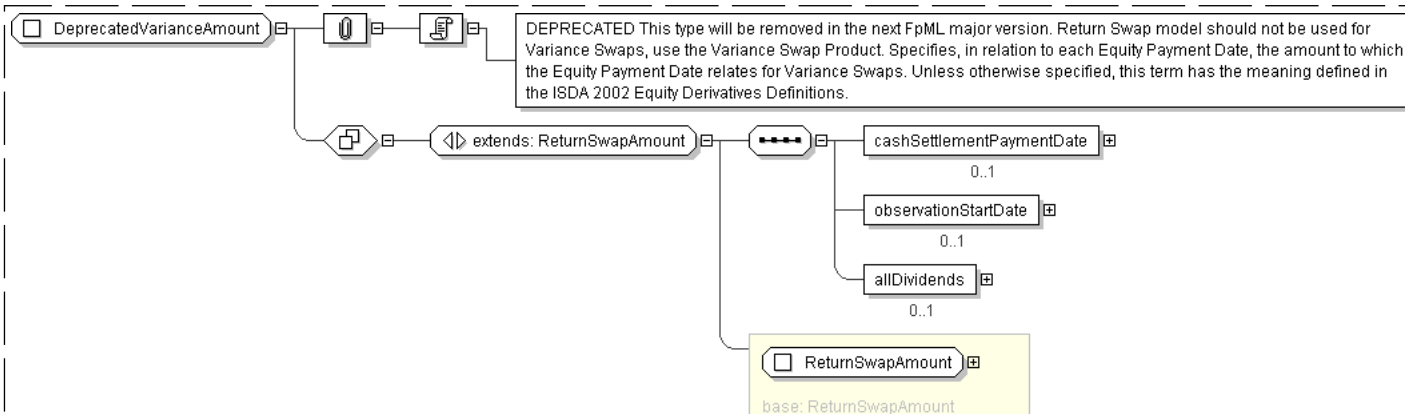 DeprecatedVarianceAmount
DEPRECATED This type will be removed in the next FpML major version. Return Swap model should not be used for
Variance Swaps, use the Variance Swap Product. Specifies, in relation to each Equity Payment Date, the amount to which
the Equity Payment Date relates for Variance Swaps. Unless otherwise specified, this term has the meaning defined in
the ISDA 2002 Equity Derivatives Definitions.
extends: ReturnSwapAmount
cashSettlementPaymentDate
0..1
observationStartDate
0..1
allDividends
0..1
ReturnSwapAmount
base: ReturnSwapAmount